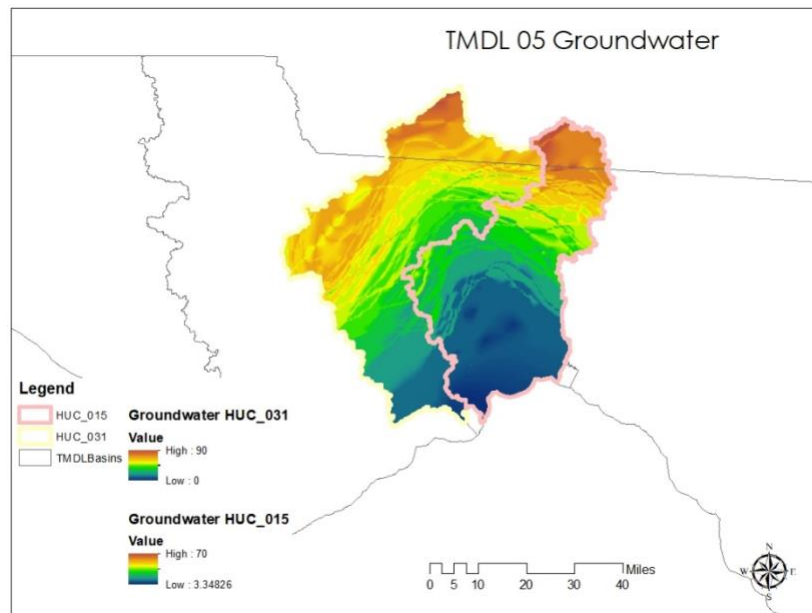 TMDL 05 Groundwater
Legend
HUC_015
HUC_031
TMDLBasins
Groundwater HUC_031
Value
High : 90
Low : 0
Groundwater HUC_015
Value
High : 70
Low : 3.34826
0 5 10 20 30 40 Miles
N
W E
S